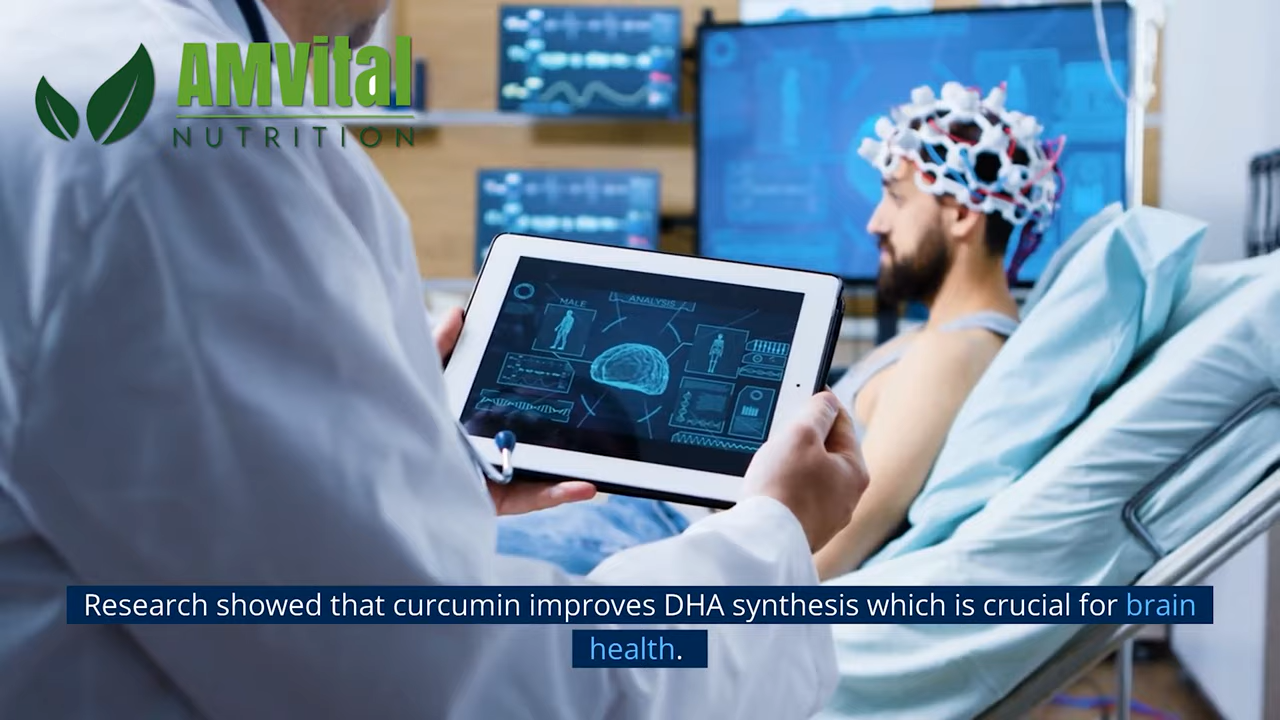 AMVital
NUTRITION
MALE
ANALYSIS
Research showed that curcumin improves DHA synthesis which is crucial for brain
health.